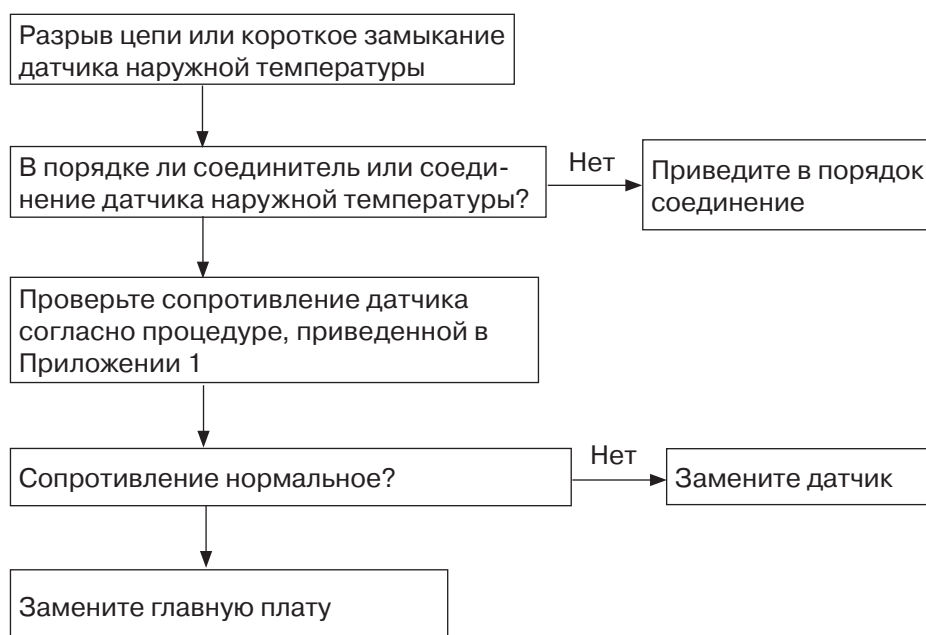 Разрыв цепи или короткое замыкание
датчика наружной температуры
В порядке ли соединитель или соеди-
нение датчика наружной температуры?
Нет
Приведите в порядок
соединение
Проверьте сопротивление датчика
согласно процедуре, приведенной в
Приложении 1
Сопротивление нормальное?
Нет
Замените датчик
Замените главную плату